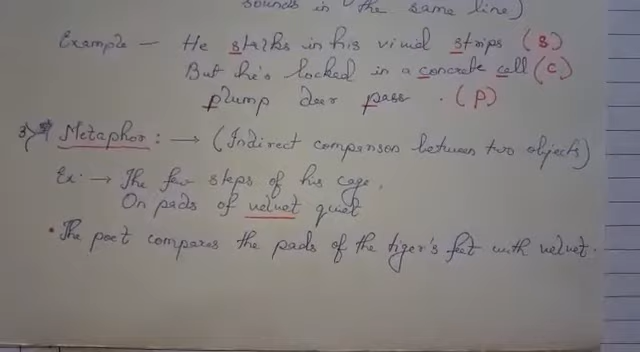 sounds in the same line)
Example - He stalks in his vivid strips (S)
But he's locked in a concrete cell (C)
plump deer pass. (P)
3) Metaphor: → (Indirect comparison between two objects)
Ex. → The few steps of his cage,
On pads of velvet quiet
• The poet compares the pads of the tiger's feet with velvet.